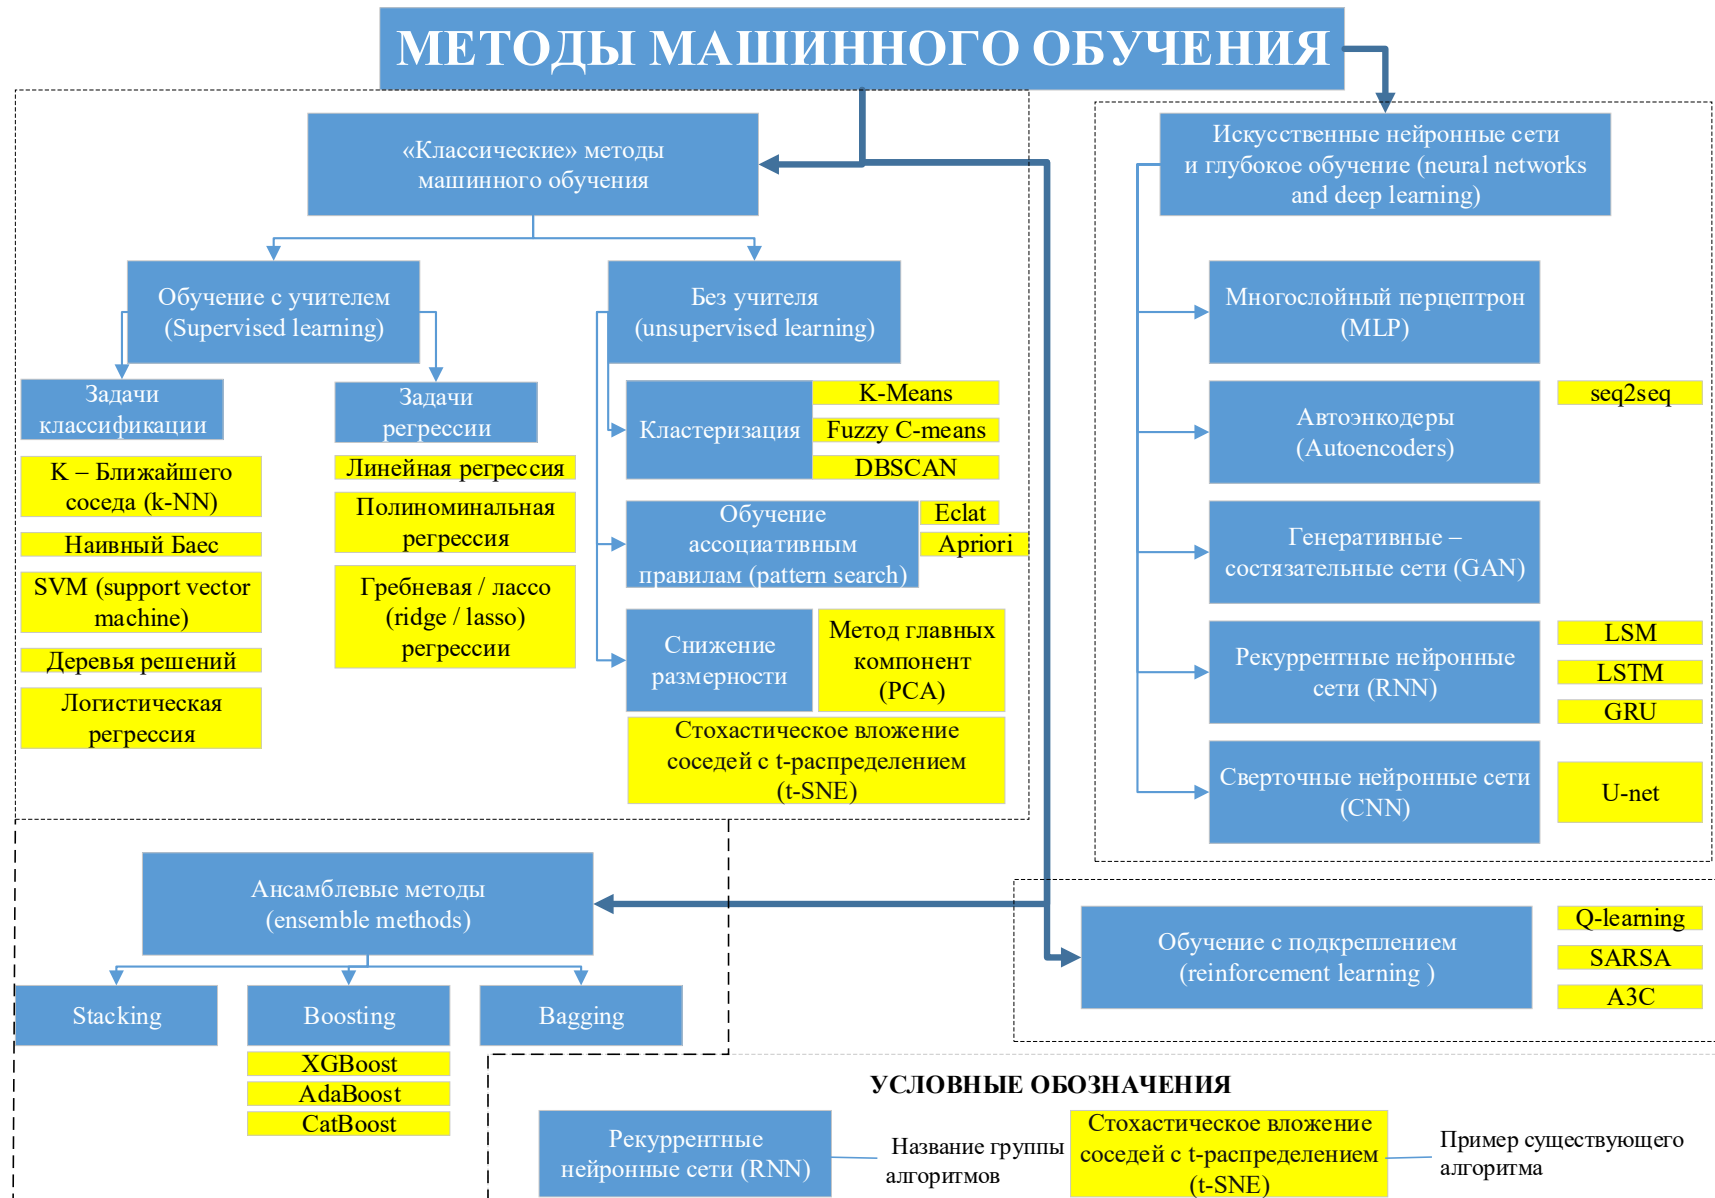 МЕТОДЫ МАШИННОГО ОБУЧЕНИЯ
«Классические» методы
машинного обучения
Обучение с учителем
(Supervised learning)
Задачи
классификации
K – Ближайшего
соседа (k-NN)
Наивный Баес
SVM (support vector
machine)
Деревья решений
Логистическая
регрессия
Задачи
регрессии
Линейная регрессия
Полиноминальная
регрессия
Гребневая / лассо
(ridge / lasso)
регрессии
Без учителя
(unsupervised learning)
Кластеризация
K-Means
Fuzzy C-means
DBSCAN
Обучение
ассоциативным
правилам (pattern search)
Eclat
Apriori
Снижение
размерности
Метод главных
компонент
(PCA)
Стохастическое вложение
соседей с t-распределением
(t-SNE)
Искусственные нейронные сети
и глубокое обучение (neural networks
and deep learning)
Многослойный перцептрон
(MLP)
Автоэнкодеры
(Autoencoders)
seq2seq
Генеративные –
состязательные сети (GAN)
Рекуррентные нейронные
сети (RNN)
LSM
LSTM
GRU
Сверточные нейронные сети
(CNN)
U-net
Ансамблевые методы
(ensemble methods)
Stacking
Boosting
Bagging
XGBoost
AdaBoost
CatBoost
Обучение с подкреплением
(reinforcement learning )
Q-learning
SARSA
A3C
УСЛОВНЫЕ ОБОЗНАЧЕНИЯ
Рекуррентные
нейронные сети (RNN)
Название группы
алгоритмов
Стохастическое вложение
соседей с t-распределением
(t-SNE)
Пример существующего
алгоритма